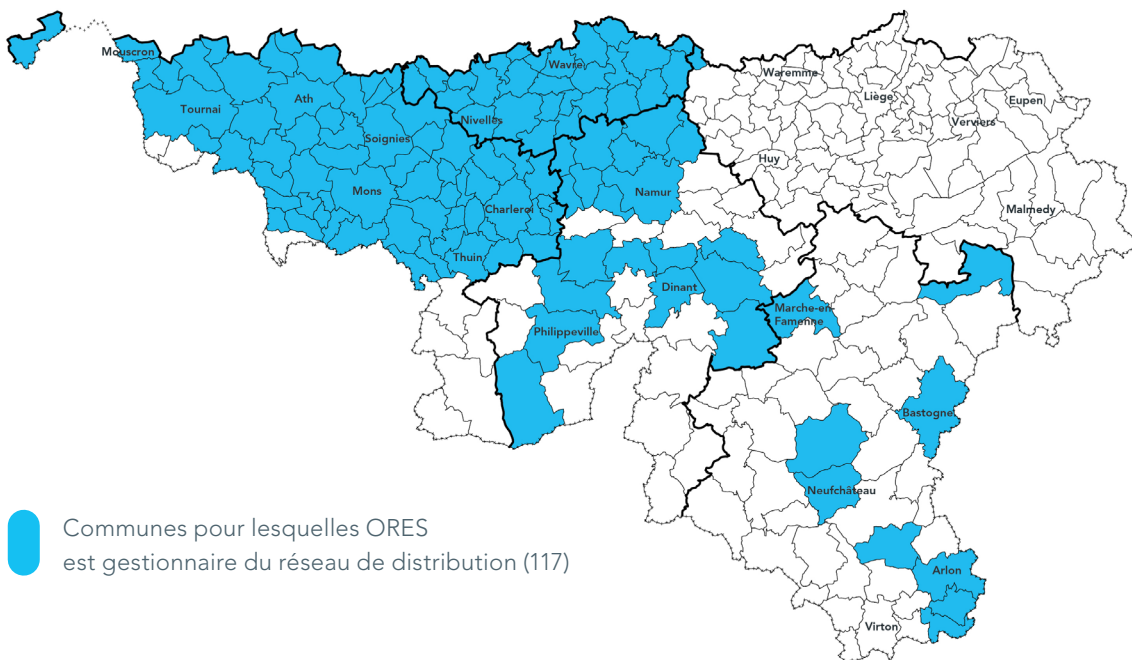 Mouscron
Wavre
Waremme
Tournai
Ath
Liège
Eupen
Nivelles
Verviers
Soignies
Huy
Mons
Namur
Charleroi
Malmedy
Thuin
Dinant
Marche-en-
Famenne
Philippeville
Bastogne
Neufchâteau
Communes pour lesquelles ORES
est gestionnaire du réseau de distribution (117)
Arlon
Virton